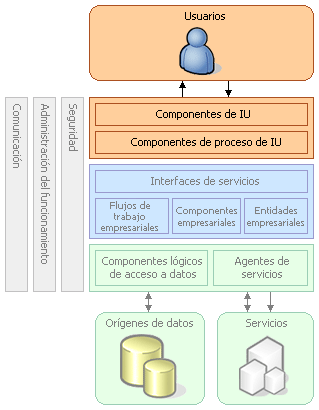 Usuarios
Comunicación
Administración del funcionamiento
Seguridad
Componentes de IU
Componentes de proceso de IU
Interfaces de servicios
Flujos de
trabajo
empresariales
Componentes
empresariales
Entidades
empresariales
Componentes lógicos
de acceso a datos
Agentes de
servicios
Orígenes de datos
Servicios